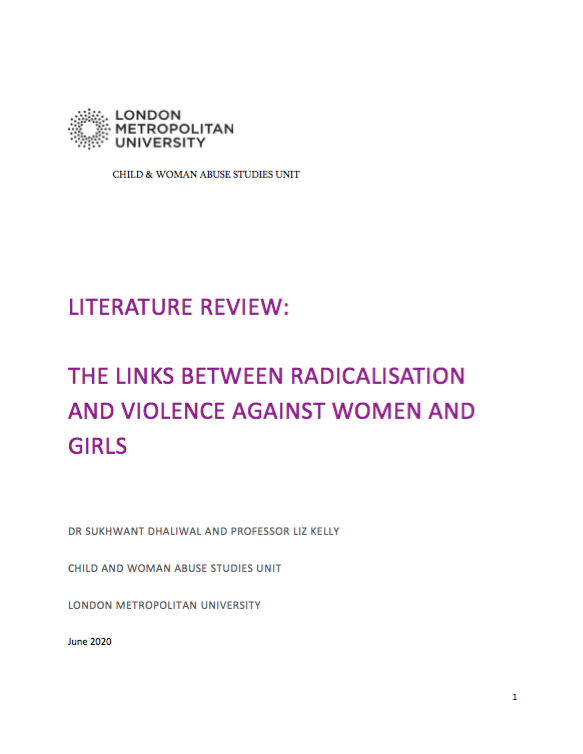 LONDON
METROPOLITAN
UNIVERSITY
CHILD & WOMAN ABUSE STUDIES UNIT
LITERATURE REVIEW:
THE LINKS BETWEEN RADICALISATION
AND VIOLENCE AGAINST WOMEN AND
GIRLS
DR SUKHWANT DHALIWAL AND PROFESSOR LIZ KELLY
CHILD AND WOMAN ABUSE STUDIES UNIT
LONDON METROPOLITAN UNIVERSITY
June 2020
1